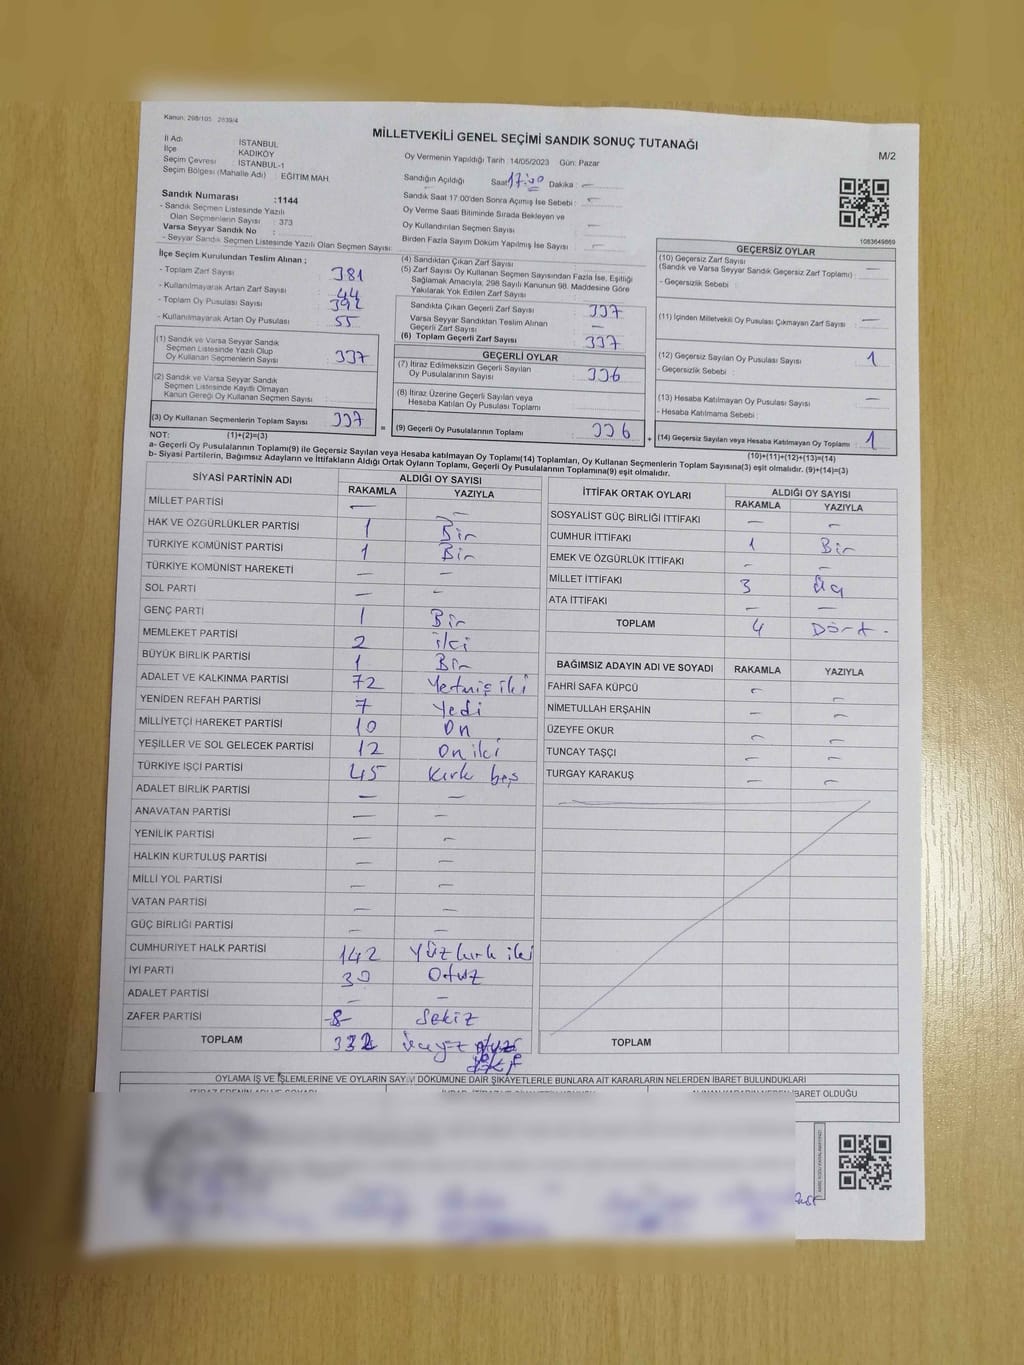 Kanun: 298/105 2839/4
MİLLETVEKİLİ GENEL SEÇİMİ SANDIK SONUÇ TUTANAĞI
M/2
İl Adı : İSTANBUL
İlçe : KADIKÖY
Seçim Çevresi : İSTANBUL-1
Seçim Bölgesi (Mahalle Adı) : EĞİTİM MAH.
Sandık Numarası :1144
- Sandık Seçmen Listesinde Yazılı
Olan Seçmenlerin Sayısı : 373
Varsa Seyyar Sandık No :
- Seyyar Sandık Seçmen Listesinde Yazılı Olan Seçmen Sayısı:
Oy Vermenin Yapıldığı Tarih :14/05/2023 Gün: Pazar
Sandığın Açıldığı Saat 17:00 Dakika : —
Sandık Saat 17:00'den Sonra Açılmış İse Sebebi : —
Oy Verme Saati Bitiminde Sırada Bekleyen ve
Oy Kullandırılan Seçmen Sayısı : —
Birden Fazla Sayım Döküm Yapılmış İse Sayısı : —
1083649869
İlçe Seçim Kurulundan Teslim Alınan ;
- Toplam Zarf Sayısı : 381
- Kullanılmayarak Artan Zarf Sayısı : 44
- Toplam Oy Pusulası Sayısı : 392
- Kullanılmayarak Artan Oy Pusulası : 55
(1) Sandık ve Varsa Seyyar Sandık
Seçmen Listesinde Yazılı Olup
Oy Kullanan Seçmenlerin Sayısı : 337
(2) Sandık ve Varsa Seyyar Sandık
Seçmen Listesinde Kayıtlı Olmayan
Kanun Gereği Oy Kullanan Seçmen Sayısı :
(3) Oy Kullanan Seçmenlerin Toplam Sayısı 337
(4) Sandıktan Çıkan Zarf Sayısı :
(5) Zarf Sayısı Oy Kullanan Seçmen Sayısından Fazla İse, Eşitliği
Sağlamak Amacıyla, 298 Sayılı Kanunun 98. Maddesine Göre
Yakılarak Yok Edilen Zarf Sayısı :
Sandıkta Çıkan Geçerli Zarf Sayısı : 337
Varsa Seyyar Sandıktan Teslim Alınan
Geçerli Zarf Sayısı : —
(6) Toplam Geçerli Zarf Sayısı : 337
GEÇERLİ OYLAR
(7) İtiraz Edilmeksizin Geçerli Sayılan
Oy Pusulalarının Sayısı : 336
(8) İtiraz Üzerine Geçerli Sayılan veya
Hesaba Katılan Oy Pusulası Toplamı :
(9) Geçerli Oy Pusulalarının Toplamı : 336
GEÇERSİZ OYLAR
(10) Geçersiz Zarf Sayısı
(Sandık ve Varsa Seyyar Sandık Geçersiz Zarf Toplamı) : —
- Geçersizlik Sebebi :
(11) İçinden Milletvekili Oy Pusulası Çıkmayan Zarf Sayısı : —
(12) Geçersiz Sayılan Oy Pusulası Sayısı : 1
- Geçersizlik Sebebi :
(13) Hesaba Katılmayan Oy Pusulası Sayısı : —
- Hesaba Katılmama Sebebi :
(14) Geçersiz Sayılan veya Hesaba Katılmayan Oy Toplamı : 1
NOT: (1)+(2)=(3)
(10)+(11)+(12)+(13)=(14)
a- Geçerli Oy Pusulalarının Toplamı(9) ile Geçersiz Sayılan veya Hesaba katılmayan Oy Toplamı(14) Toplamları, Oy Kullanan Seçmenlerin Toplam Sayısına(3) eşit olmalıdır. (9)+(14)=(3)
b- Siyasi Partilerin, Bağımsız Adayların ve İttifakların Aldığı Ortak Oyların Toplamı, Geçerli Oy Pusulalarının Toplamına(9) eşit olmalıdır.
SİYASİ PARTİNİN ADI ALDIĞI OY SAYISI
RAKAMLA YAZIYLA
MİLLET PARTİSİ — —
HAK VE ÖZGÜRLÜKLER PARTİSİ 1 Bir
TÜRKİYE KOMÜNİST PARTİSİ 1 Bir
TÜRKİYE KOMÜNİST HAREKETİ — —
SOL PARTİ — —
GENÇ PARTİ 1 Bir
MEMLEKET PARTİSİ 2 iki
BÜYÜK BİRLİK PARTİSİ 1 Bir
ADALET VE KALKINMA PARTİSİ 72 Yetmiş iki
YENİDEN REFAH PARTİSİ 7 Yedi
MİLLİYETÇİ HAREKET PARTİSİ 10 On
YEŞİLLER VE SOL GELECEK PARTİSİ 12 On iki
TÜRKİYE İŞÇİ PARTİSİ 45 Kırk beş
ADALET BİRLİK PARTİSİ — —
ANAVATAN PARTİSİ — —
YENİLİK PARTİSİ — —
HALKIN KURTULUŞ PARTİSİ — —
MİLLİ YOL PARTİSİ — —
VATAN PARTİSİ — —
GÜÇ BİRLİĞİ PARTİSİ — —
CUMHURİYET HALK PARTİSİ 142 Yüz kırk iki
İYİ PARTİ 30 Otuz
ADALET PARTİSİ — —
ZAFER PARTİSİ -8- Sekiz
TOPLAM 332
İTTİFAK ORTAK OYLARI ALDIĞI OY SAYISI
RAKAMLA YAZIYLA
SOSYALİST GÜÇ BİRLİĞİ İTTİFAKI — —
CUMHUR İTTİFAKI 1 Bir
EMEK VE ÖZGÜRLÜK İTTİFAKI — —
MİLLET İTTİFAKI 3 Üç
ATA İTTİFAKI — —
TOPLAM 4 Dört -
BAĞIMSIZ ADAYIN ADI VE SOYADI RAKAMLA YAZIYLA
FAHRİ SAFA KÜPCÜ — —
NİMETULLAH ERŞAHİN — —
ÜZEYFE OKUR — —
TUNCAY TAŞÇI — —
TURGAY KARAKUŞ — —
TOPLAM
OYLAMA İŞ VE İŞLEMLERİNE VE OYLARIN SAYIM DÖKÜMÜNE DAİR ŞİKAYETLERLE BUNLARA AİT KARARLARIN NELERDEN İBARET BULUNDUKLARI